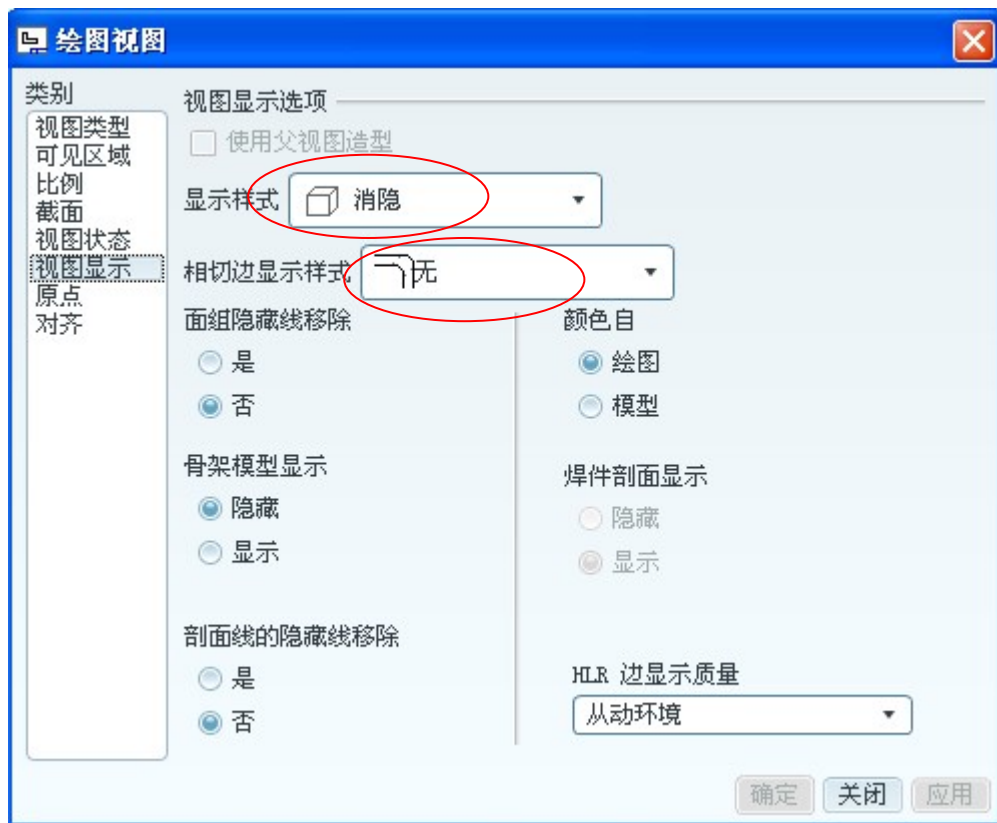 绘图视图
类别
视图类型
可见区域
比例
截面
视图状态
视图显示
原点
对齐
视图显示选项
使用父视图造型
显示样式 消隐
相切边显示样式 无
面组隐藏线移除
是
否
骨架模型显示
隐藏
显示
剖面线的隐藏线移除
是
否
颜色自
绘图
模型
焊件剖面显示
隐藏
显示
HLR 边显示质量
从动环境
确定 关闭 应用